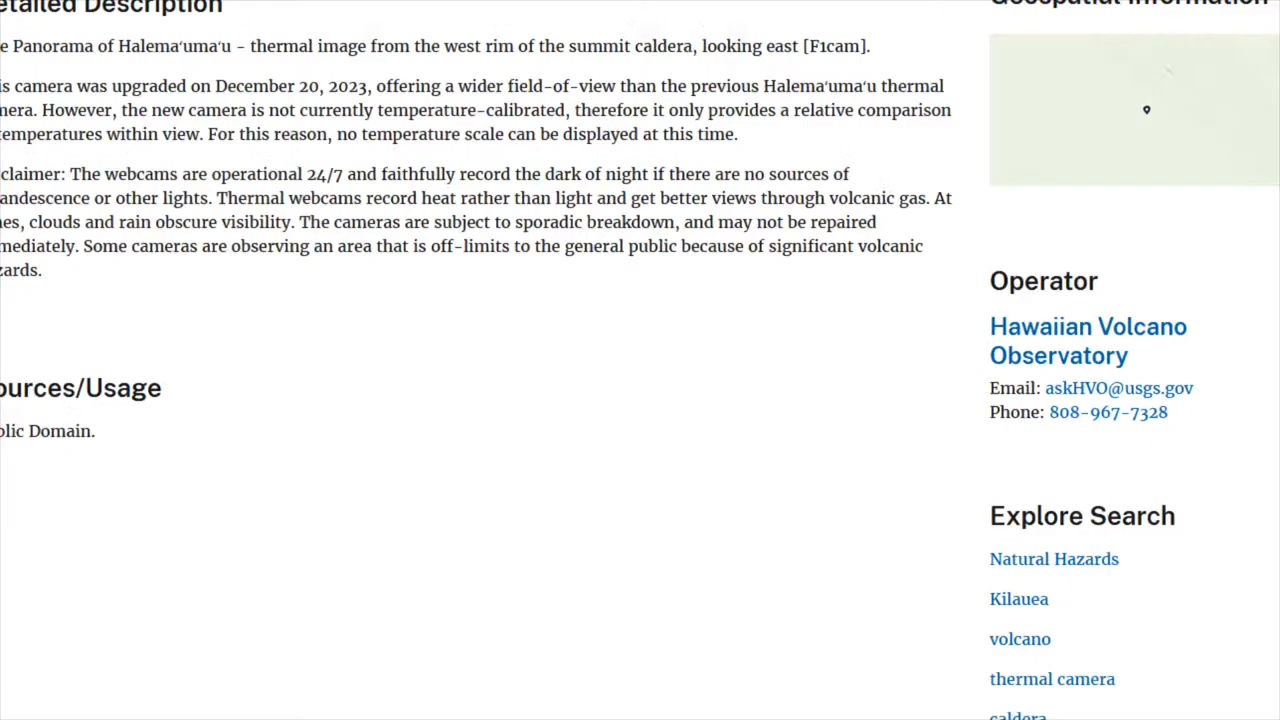 etailed Description
e Panorama of Halemaʻumaʻu - thermal image from the west rim of the summit caldera, looking east [F1cam].
is camera was upgraded on December 20, 2023, offering a wider field-of-view than the previous Halemaʻumaʻu thermal
nera. However, the new camera is not currently temperature-calibrated, therefore it only provides a relative comparison
temperatures within view. For this reason, no temperature scale can be displayed at this time.
claimer: The webcams are operational 24/7 and faithfully record the dark of night if there are no sources of
andescence or other lights. Thermal webcams record heat rather than light and get better views through volcanic gas. At
nes, clouds and rain obscure visibility. The cameras are subject to sporadic breakdown, and may not be repaired
mediately. Some cameras are observing an area that is off-limits to the general public because of significant volcanic
zards.
ources/Usage
blic Domain.
Geospatial Information
Operator
Hawaiian Volcano
Observatory
Email: askHVO@usgs.gov
Phone: 808-967-7328
Explore Search
Natural Hazards
Kilauea
volcano
thermal camera
caldera